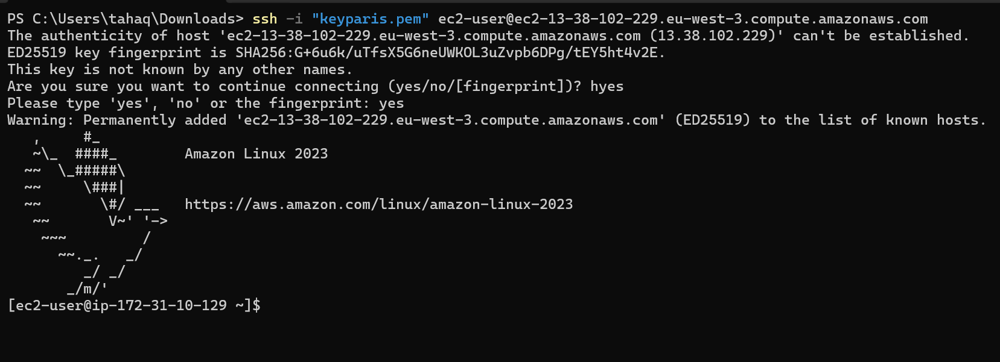 PS C:\Users\tahaq\Downloads> ssh -i "keyparis.pem" ec2-user@ec2-13-38-102-229.eu-west-3.compute.amazonaws.com
The authenticity of host 'ec2-13-38-102-229.eu-west-3.compute.amazonaws.com (13.38.102.229)' can't be established.
ED25519 key fingerprint is SHA256:G+6u6k/uTfsX5G6neUWKOL3uZvpb6DPg/tEY5ht4v2E.
This key is not known by any other names.
Are you sure you want to continue connecting (yes/no/[fingerprint])? hyes
Please type 'yes', 'no' or the fingerprint: yes
Warning: Permanently added 'ec2-13-38-102-229.eu-west-3.compute.amazonaws.com' (ED25519) to the list of known hosts.
   ,     #_
   ~\_  ####_        Amazon Linux 2023
  ~~  \_#####\
  ~~     \###|
  ~~       \#/ ___   https://aws.amazon.com/linux/amazon-linux-2023
   ~~       V~' '->
    ~~~         /
      ~~._.   _/
         _/ _/
       _/m/'
[ec2-user@ip-172-31-10-129 ~]$